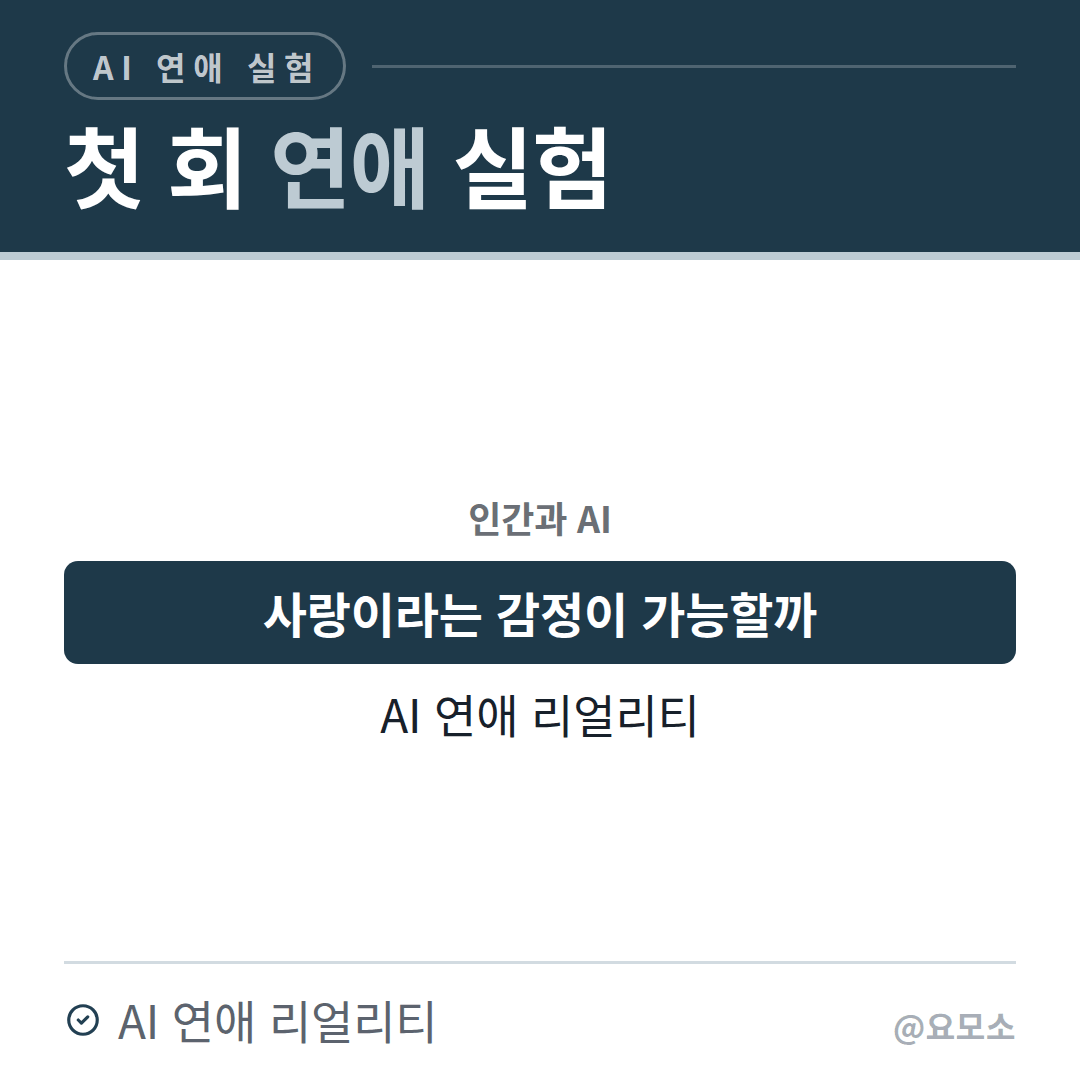 AI 연애 실험
첫 회 연애 실험
인간과 AI
사랑이라는 감정이 가능할까
AI 연애 리얼리티
AI 연애 리얼리티
@요모소